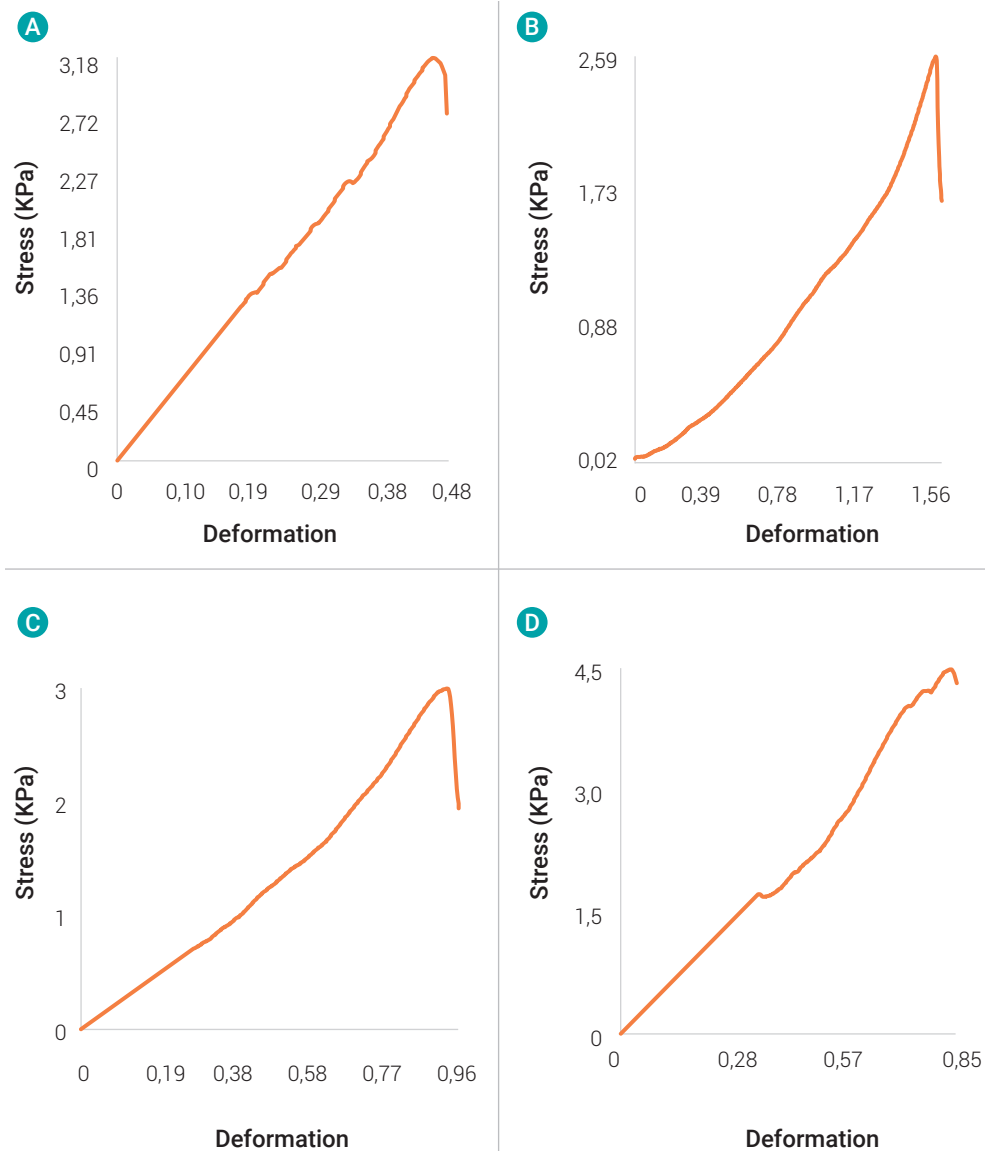 A
Stress (KPa)
3,18
2,72
2,27
1,81
1,36
0,91
0,45
0
0 0,10 0,19 0,29 0,38 0,48
Deformation
B
Stress (KPa)
2,59
1,73
0,88
0,02
0 0,39 0,78 1,17 1,56
Deformation
C
Stress (KPa)
3
2
1
0
0 0,19 0,38 0,58 0,77 0,96
Deformation
D
Stress (KPa)
4,5
3,0
1,5
0
0 0,28 0,57 0,85
Deformation